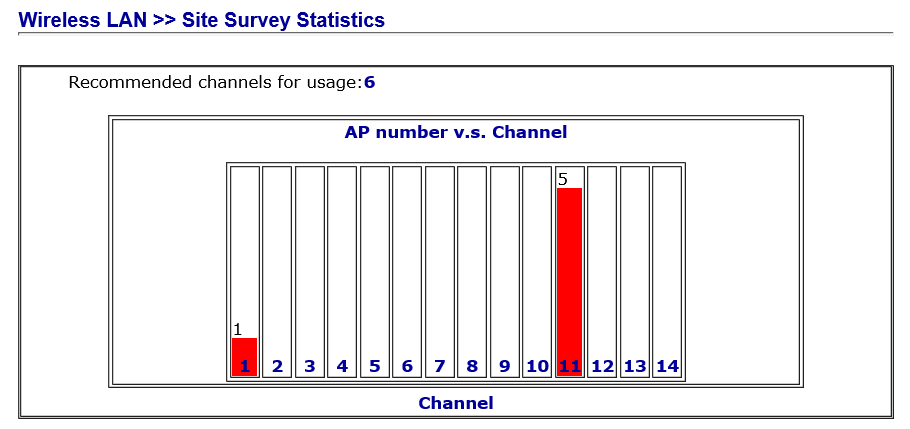 Wireless LAN >> Site Survey Statistics
Recommended channels for usage:6
AP number v.s. Channel
5
1
1 2 3 4 5 6 7 8 9 10 11 12 13 14
Channel